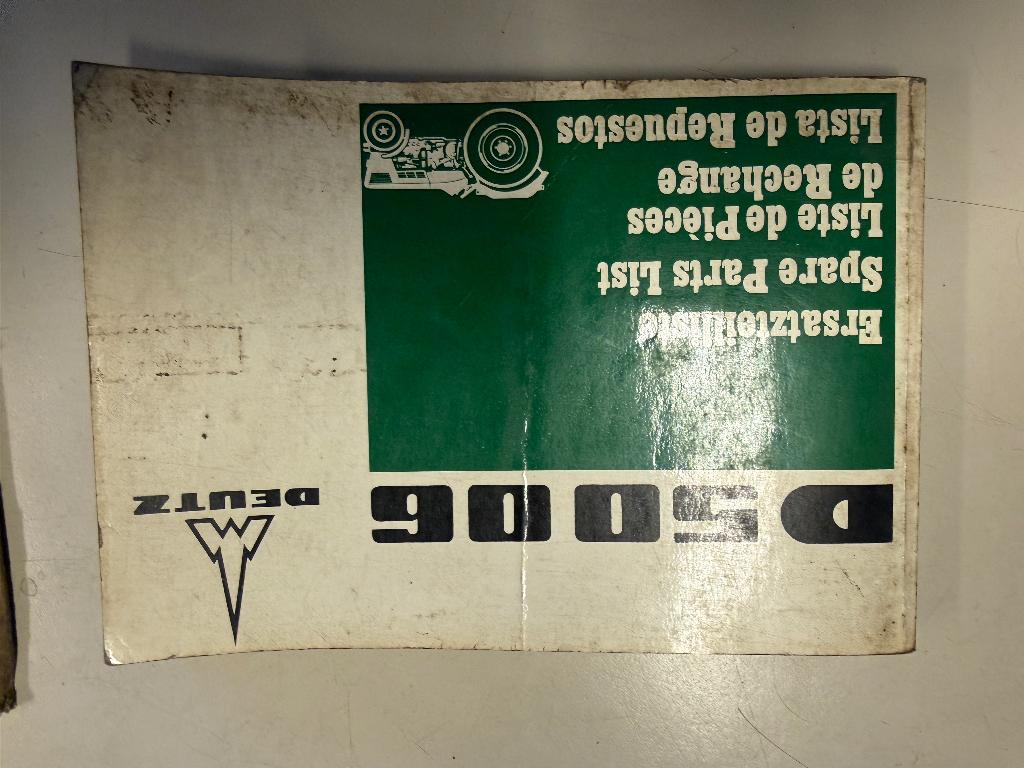 D5006
DEUTZ
Ersatzteilliste
Spare Parts List
Liste de Pièces
de Rechange
Lista de Repuestos